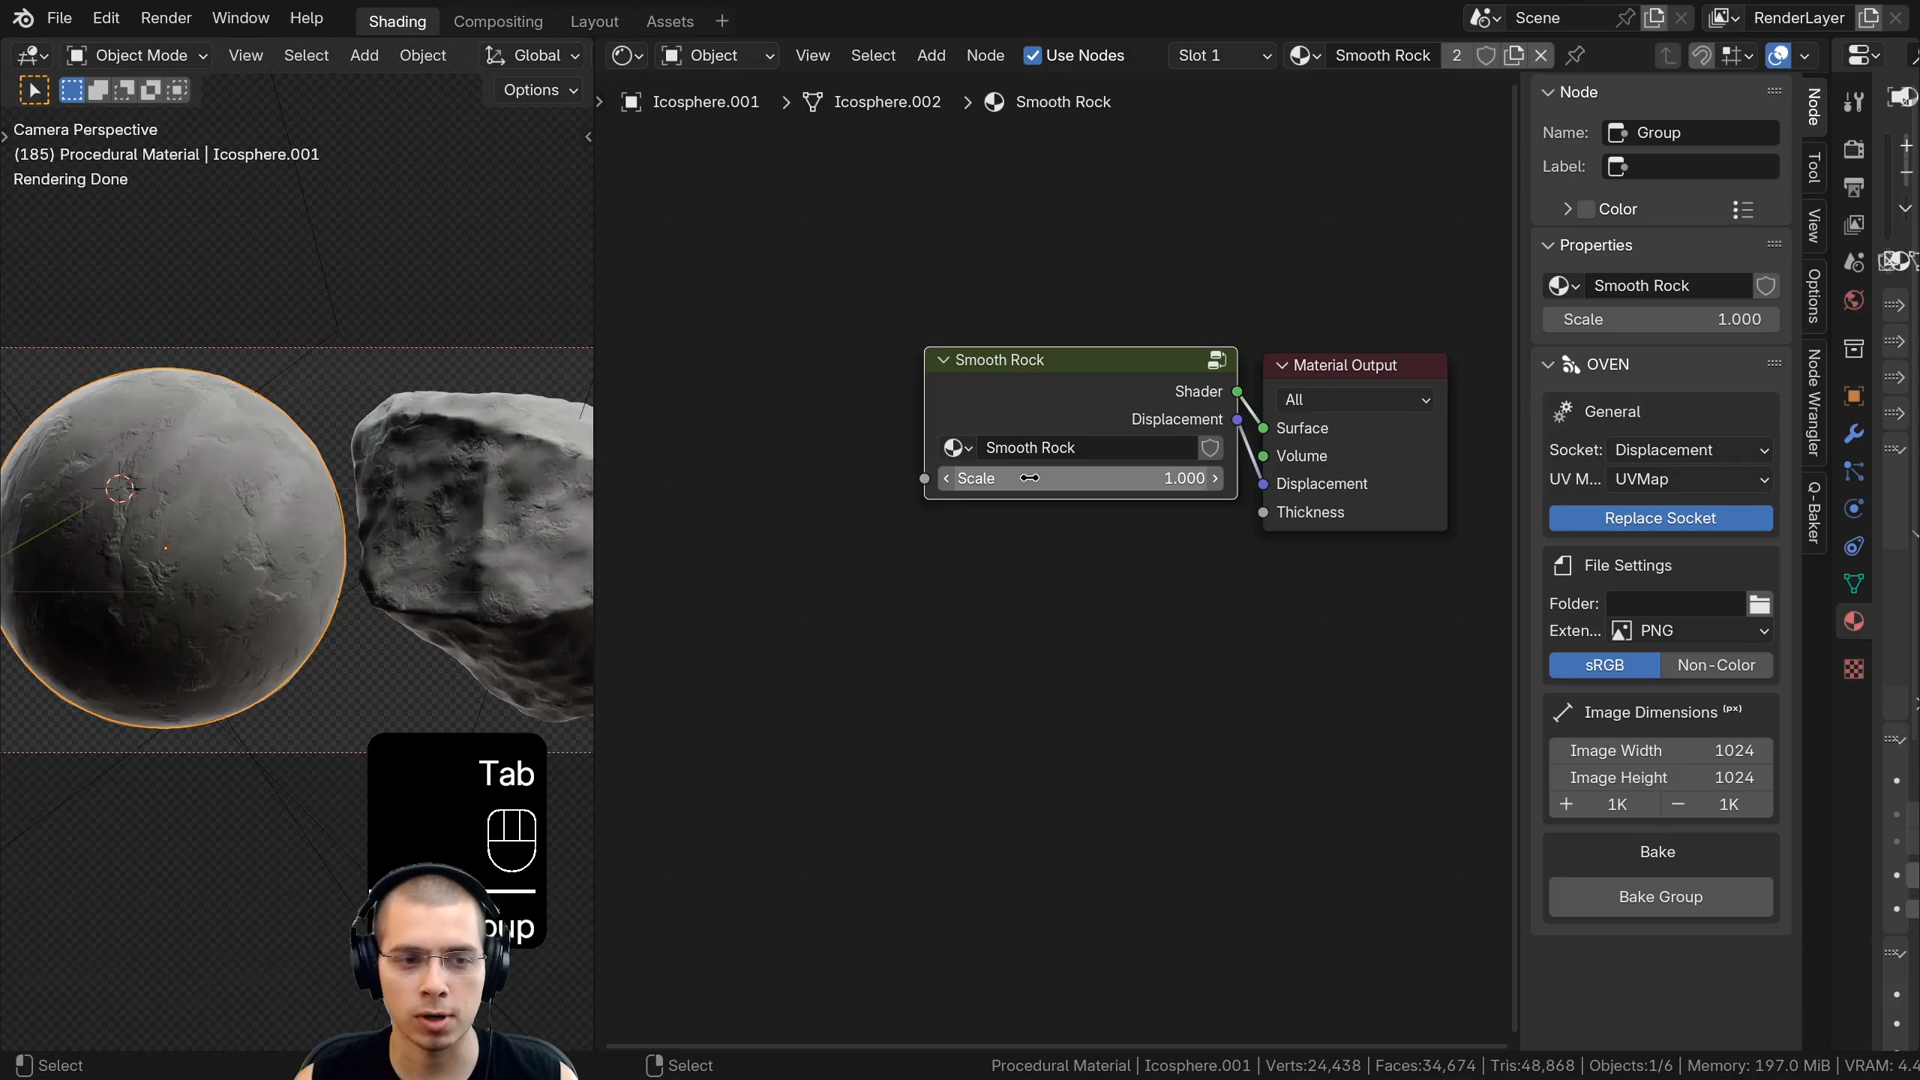 File Edit Render Window Help Shading Compositing Layout Assets Scene RenderLayer
Object Mode View Select Add Object Global Object View Select Add Node Use Nodes Slot 1 Smooth Rock 2
Options
Icosphere.001 Icosphere.002 Smooth Rock
Camera Perspective
(185) Procedural Material | Icosphere.001
Rendering Done
Smooth Rock
Shader
Displacement
Smooth Rock
Scale 1.000
Material Output
All
Surface
Volume
Displacement
Thickness
Node
Name: Group
Label:
Color
Properties
Smooth Rock
Scale 1.000
OVEN
General
Socket: Displacement
UV M... UVMap
Replace Socket
File Settings
Folder:
Exten... PNG
sRGB Non-Color
Image Dimensions (px)
Image Width 1024
Image Height 1024
1K 1K
Bake
Bake Group
Node
Tool
View
Options
Node Wrangler
Q-Baker
Tab
oup
Select Select Procedural Material | Icosphere.001 | Verts:24,438 | Faces:34,674 | Tris:48,868 | Objects:1/6 | Memory: 197.0 MiB | VRAM: 4.4